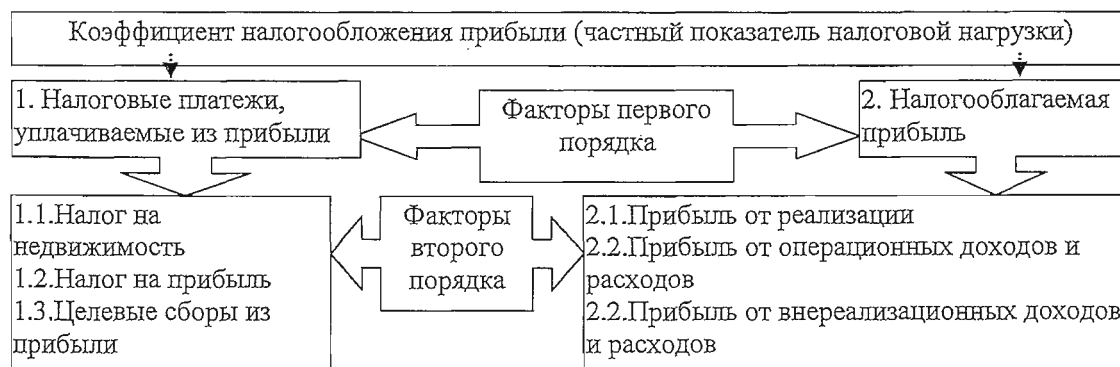 Коэффициент налогообложения прибыли (частный показатель налоговой нагрузки)
1. Налоговые платежи,
уплачиваемые из прибыли
Факторы первого
порядка
2. Налогооблагаемая
прибыль
1.1.Налог на
недвижимость
1.2.Налог на прибыль
1.3.Целевые сборы из
прибыли
Факторы
второго
порядка
2.1.Прибыль от реализации
2.2.Прибыль от операционных доходов и
расходов
2.2.Прибыль от внереализационных доходов
и расходов